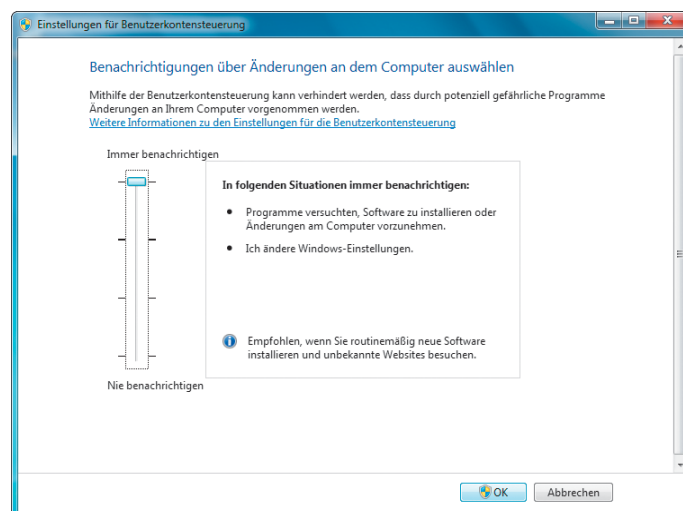 Einstellungen für Benutzerkontensteuerung
Benachrichtigungen über Änderungen an dem Computer auswählen
Mithilfe der Benutzerkontensteuerung kann verhindert werden, dass durch potenziell gefährliche Programme
Änderungen an Ihrem Computer vorgenommen werden.
Weitere Informationen zu den Einstellungen für die Benutzerkontensteuerung
Immer benachrichtigen
In folgenden Situationen immer benachrichtigen:
• Programme versuchten, Software zu installieren oder
Änderungen am Computer vorzunehmen.
• Ich ändere Windows-Einstellungen.
Empfohlen, wenn Sie routinemäßig neue Software
installieren und unbekannte Websites besuchen.
Nie benachrichtigen
OK
Abbrechen